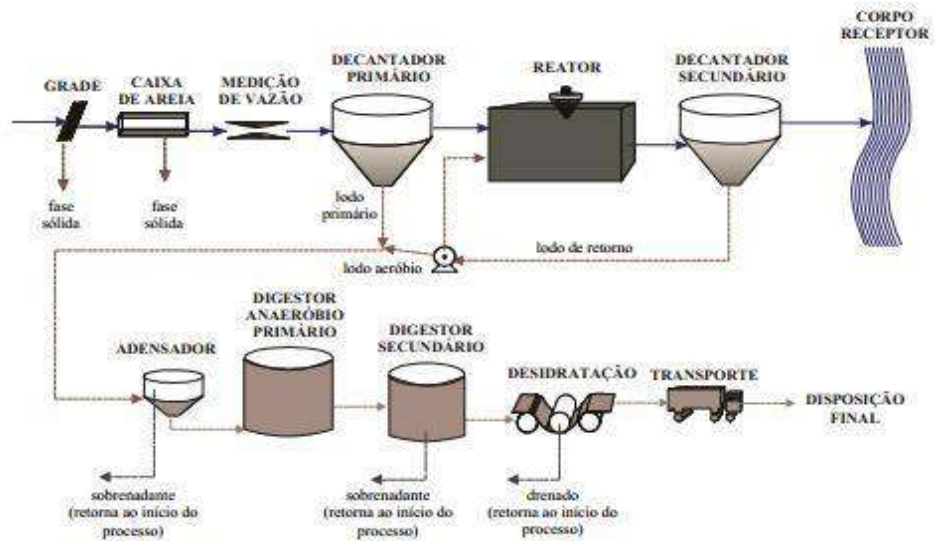 CORPO
RECEPTOR
DECANTADOR
PRIMÁRIO
REATOR
DECANTADOR
SECUNDÁRIO
GRADE
CAIXA
DE AREIA
MEDIÇÃO
DE VAZÃO
fase
sólida
fase
sólida
lodo
primário
lodo aeróbio
lodo de retorno
ADENSADOR
DIGESTOR
ANAERÓBIO
PRIMÁRIO
DIGESTOR
SECUNDÁRIO
DESIDRATAÇÃO
TRANSPORTE
DISPOSIÇÃO
FINAL
sobrenadante
(retorna ao início do
processo)
sobrenadante
(retorna ao início do
processo)
drenado
(retorna ao início do
processo)